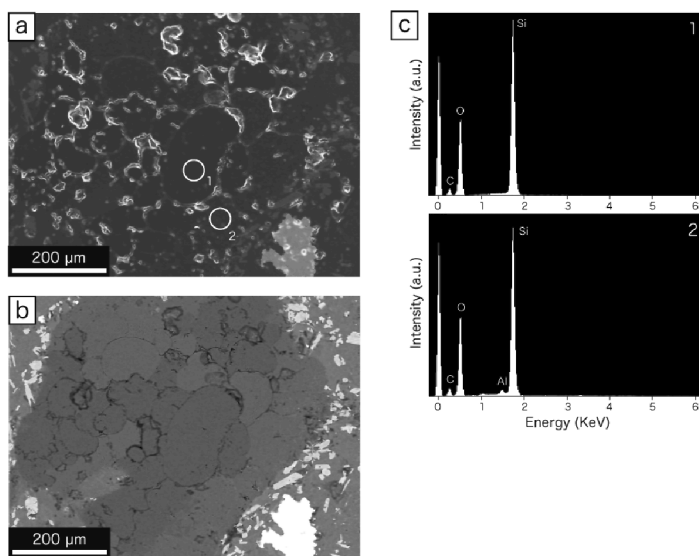 a
1
2
200 µm
b
200 µm
c
1
Intensity (a.u.)
Si
O
C
0 1 2 3 4 5 6
2
Intensity (a.u.)
Si
O
C
Al
0 1 2 3 4 5 6
Energy (KeV)